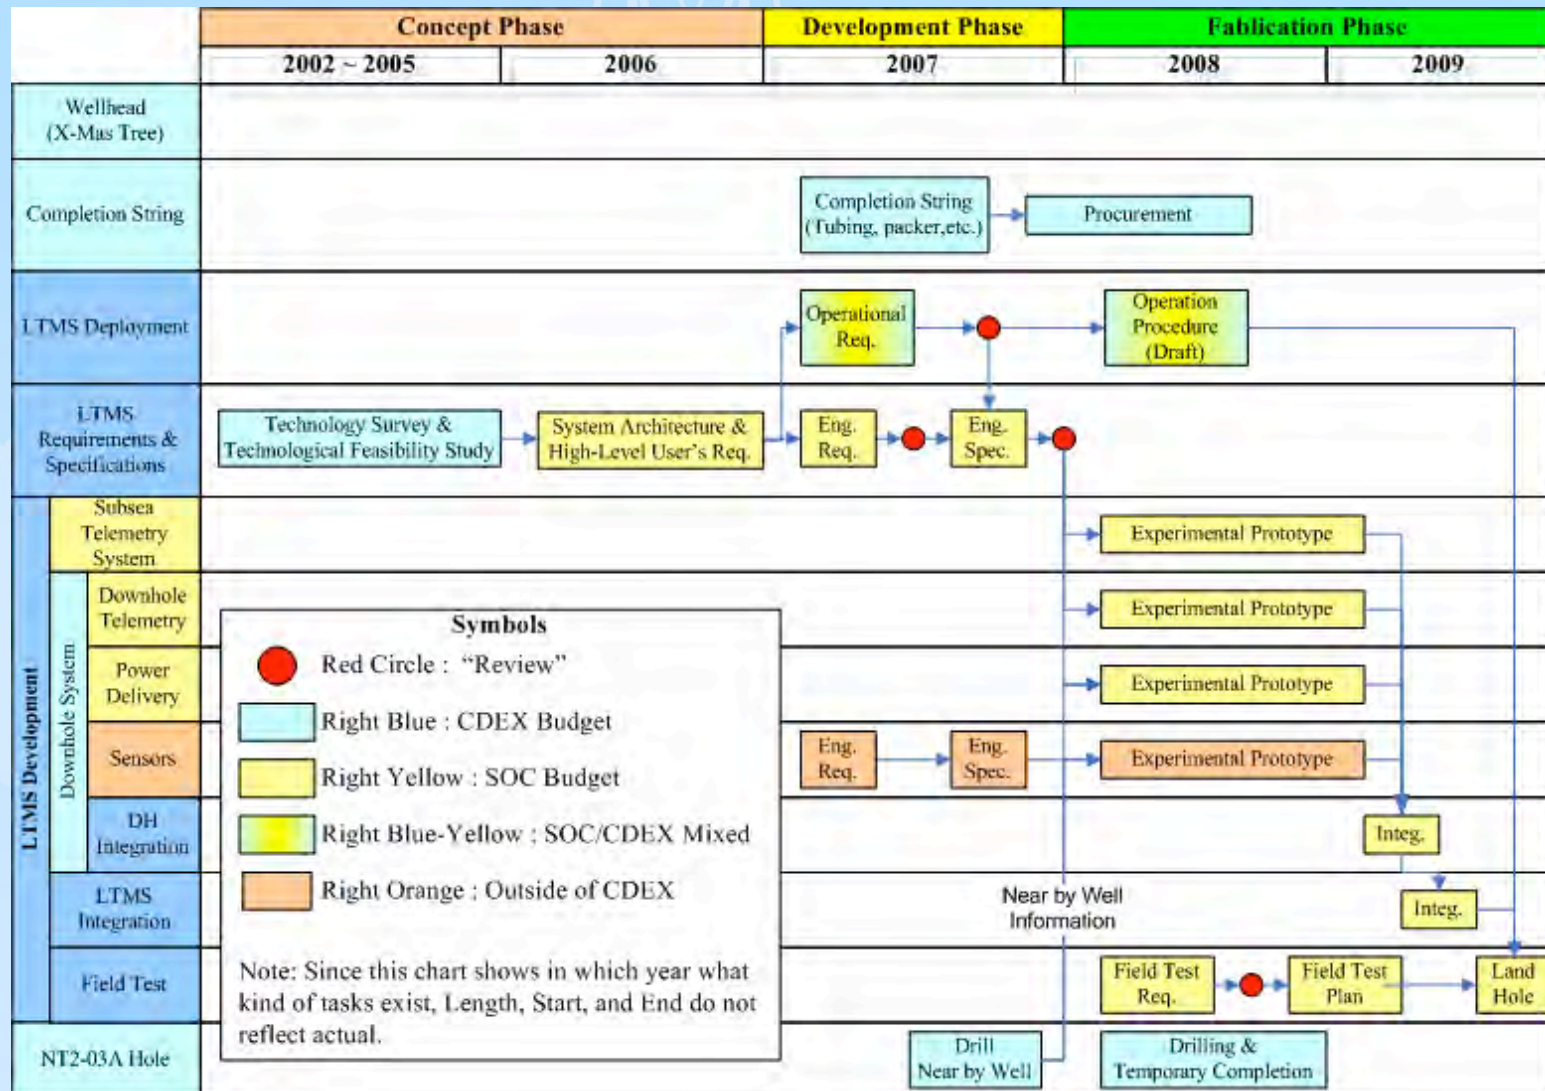 Concept Phase
Development Phase
Fablication Phase
2002 ~ 2005
2006
2007
2008
2009
Wellhead
(X-Mas Tree)
Completion String
Completion String
(Tubing, packer,etc.)
Procurement
LTMS Deployment
Operational
Req.
Operation
Procedure
(Draft)
LTMS
Requirements &
Specifications
Technology Survey &
Technological Feasibility Study
System Architecture &
High-Level User's Req.
Eng.
Req.
Eng.
Spec.
LTMS Development
Subsea
Telemetry
System
Experimental Prototype
Downhole System
Downhole
Telemetry
Experimental Prototype
Power
Delivery
Experimental Prototype
Sensors
Eng.
Req.
Eng.
Spec.
Experimental Prototype
DH
Integration
Integ.
LTMS
Integration
Near by Well
Information
Integ.
Field Test
Field Test
Req.
Field Test
Plan
Land
Hole
NT2-03A Hole
Drill
Near by Well
Drilling &
Temporary Completion
Symbols
Red Circle : “Review”
Right Blue : CDEX Budget
Right Yellow : SOC Budget
Right Blue-Yellow : SOC/CDEX Mixed
Right Orange : Outside of CDEX
Note: Since this chart shows in which year what
kind of tasks exist, Length, Start, and End do not
reflect actual.